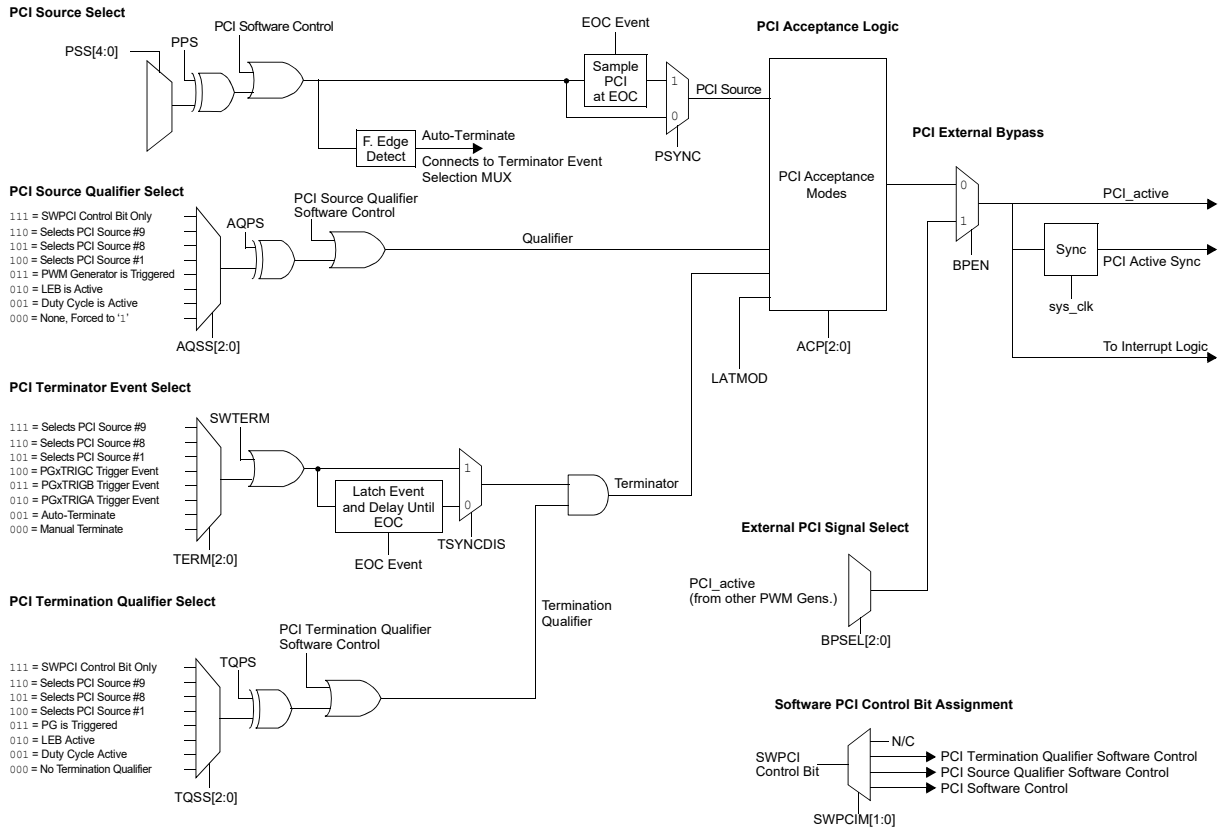 PCI Source Select
PSS[4:0]
PPS
PCI Software Control
EOC Event
Sample
PCI
at EOC
1
0
PSYNC
PCI Source
F. Edge
Detect
Auto-Terminate
Connects to Terminator Event
Selection MUX
PCI Acceptance Logic
PCI Acceptance
Modes
ACP[2:0]
LATMOD
PCI External Bypass
0
1
BPEN
PCI_active
Sync
PCI Active Sync
sys_clk
To Interrupt Logic
PCI Source Qualifier Select
111 = SWPCI Control Bit Only
110 = Selects PCI Source #9
101 = Selects PCI Source #8
100 = Selects PCI Source #1
011 = PWM Generator is Triggered
010 = LEB is Active
001 = Duty Cycle is Active
000 = None, Forced to ‘1’
AQSS[2:0]
AQPS
PCI Source Qualifier
Software Control
Qualifier
PCI Terminator Event Select
111 = Selects PCI Source #9
110 = Selects PCI Source #8
101 = Selects PCI Source #1
100 = PGxTRIGC Trigger Event
011 = PGxTRIGB Trigger Event
010 = PGxTRIGA Trigger Event
001 = Auto-Terminate
000 = Manual Terminate
TERM[2:0]
SWTERM
Latch Event
and Delay Until
EOC
EOC Event
1
0
TSYNCDIS
Terminator
PCI Termination Qualifier Select
111 = SWPCI Control Bit Only
110 = Selects PCI Source #9
101 = Selects PCI Source #8
100 = Selects PCI Source #1
011 = PG is Triggered
010 = LEB Active
001 = Duty Cycle Active
000 = No Termination Qualifier
TQSS[2:0]
TQPS
PCI Termination Qualifier
Software Control
Termination
Qualifier
External PCI Signal Select
PCI_active
(from other PWM Gens.)
BPSEL[2:0]
Software PCI Control Bit Assignment
SWPCI
Control Bit
N/C
PCI Termination Qualifier Software Control
PCI Source Qualifier Software Control
PCI Software Control
SWPCIM[1:0]